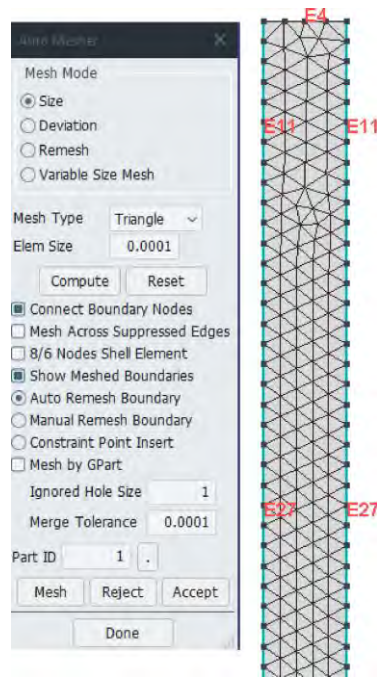 Auto Mesher
Mesh Mode
Size
Deviation
Remesh
Variable Size Mesh
Mesh Type Triangle
Elem Size 0.0001
Compute Reset
Connect Boundary Nodes
Mesh Across Suppressed Edges
8/6 Nodes Shell Element
Show Meshed Boundaries
Auto Remesh Boundary
Manual Remesh Boundary
Constraint Point Insert
Mesh by GPart
Ignored Hole Size 1
Merge Tolerance 0.0001
Part ID 1 .
Mesh Reject Accept
Done
E4
E11 E11
E27 E27